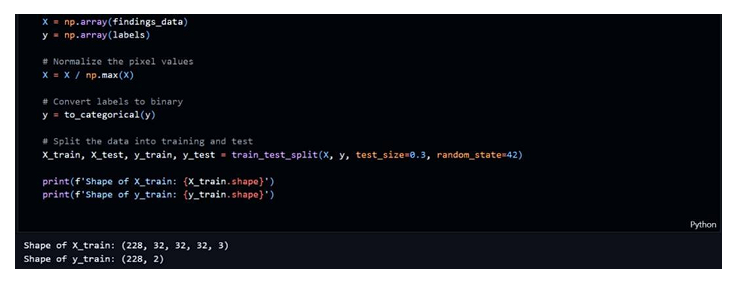 X = np.array(findings_data)
y = np.array(labels)
# Normalize the pixel values
X = X / np.max(X)
# Convert labels to binary
y = to_categorical(y)
# Split the data into training and test
X_train, X_test, y_train, y_test = train_test_split(X, y, test_size=0.3, random_state=42)
print(f'Shape of X_train: {X_train.shape}')
print(f'Shape of y_train: {y_train.shape}')
Python
Shape of X_train: (228, 32, 32, 32, 3)
Shape of y_train: (228, 2)